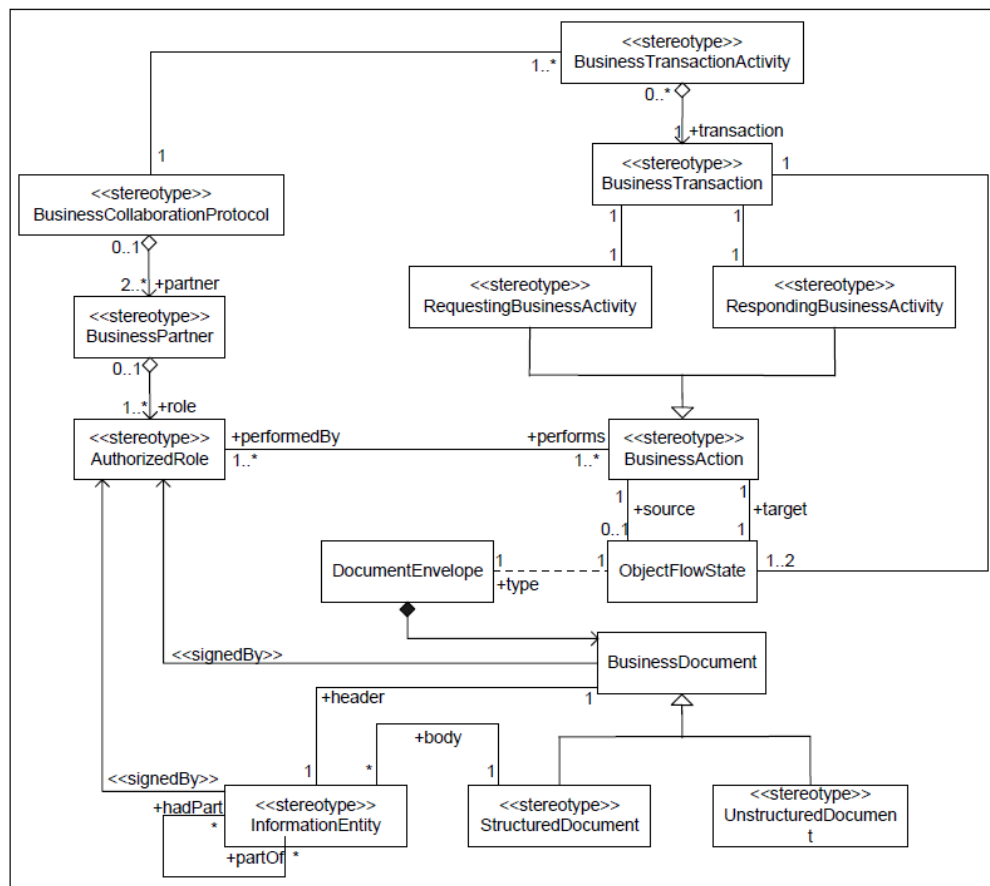 <<stereotype>>
BusinessTransactionActivity
1..*
0..*
1 +transaction
<<stereotype>>
BusinessTransaction
1
1
1
1
1
1
<<stereotype>>
BusinessCollaborationProtocol
0..1
2..* +partner
<<stereotype>>
BusinessPartner
0..1
1..* +role
<<stereotype>>
RequestingBusinessActivity
<<stereotype>>
RespondingBusinessActivity
<<stereotype>>
AuthorizedRole
+performedBy
1..*
+performs
1..*
<<stereotype>>
BusinessAction
1
+source
0..1
1
+target
1
DocumentEnvelope
1
+type
1
ObjectFlowState
1..2
<<signedBy>>
BusinessDocument
+header
1
1
+body
*
1
<<signedBy>>
+hadPart
*
+partOf *
<<stereotype>>
InformationEntity
<<stereotype>>
StructuredDocument
<<stereotype>>
UnstructuredDocumen
t